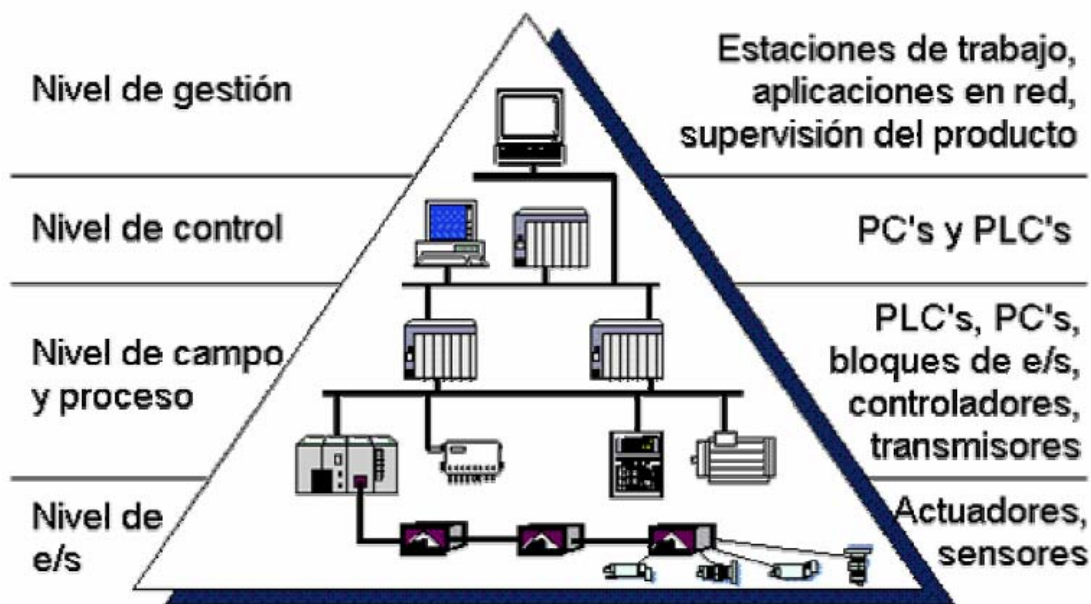 Nivel de gestión
Estaciones de trabajo,
aplicaciones en red,
supervisión del producto
Nivel de control
PC's y PLC's
Nivel de campo
y proceso
PLC's, PC's,
bloques de e/s,
controladores,
transmisores
Nivel de
e/s
Actuadores,
sensores